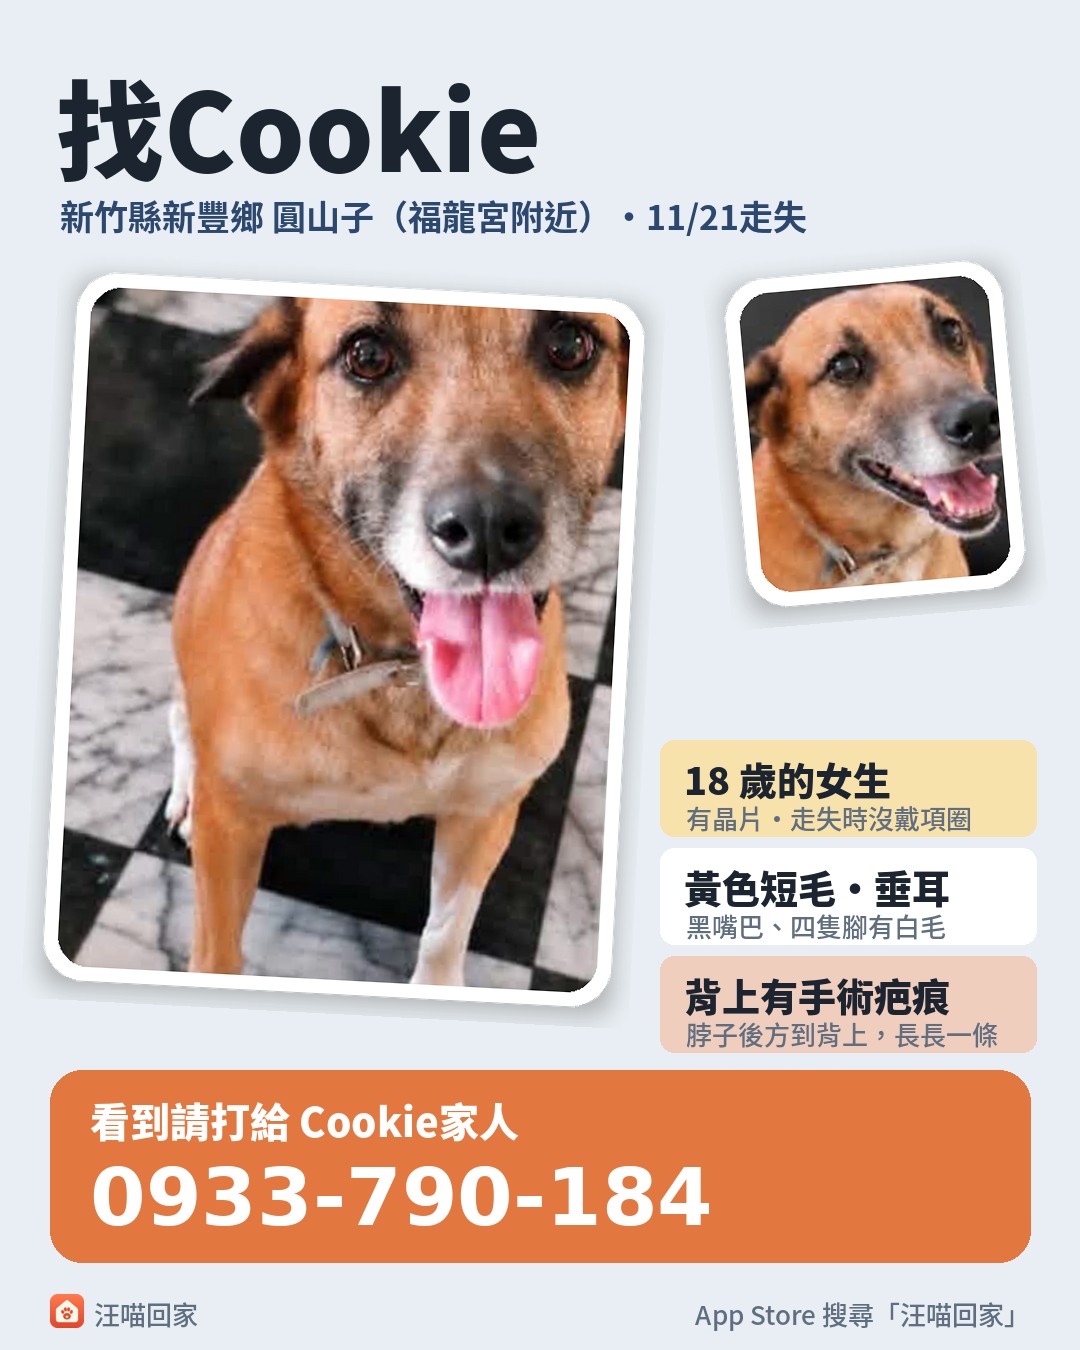 找Cookie
新竹縣新豐鄉 圓山子（福龍宮附近）・11/21走失
18 歲的女生
有晶片・走失時沒戴項圈
黃色短毛・垂耳
黑嘴巴、四隻腳有白毛
背上有手術疤痕
脖子後方到背上，長長一條
看到請打給 Cookie家人
0933-790-184
汪喵回家
App Store 搜尋「汪喵回家」